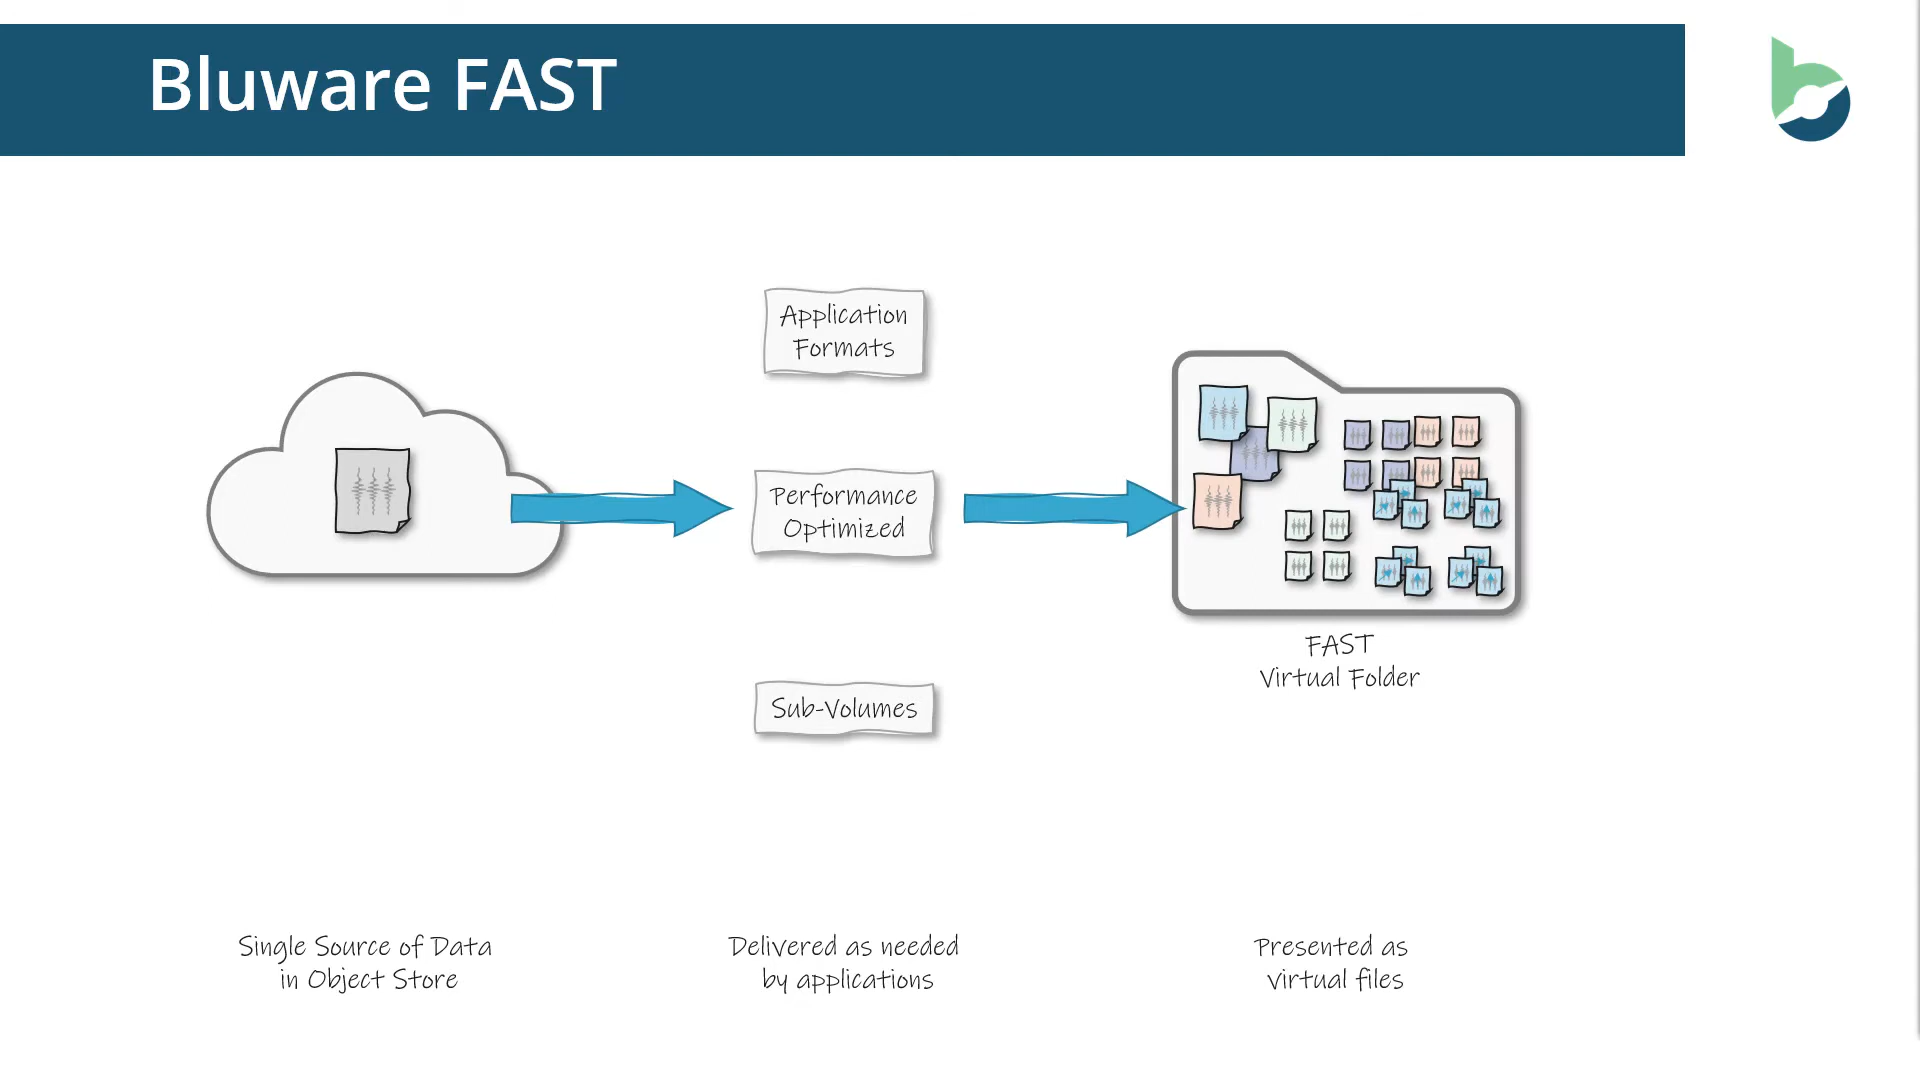 Bluware FAST
Application
Formats
Performance
Optimized
Sub-Volumes
FAST
Virtual Folder
Single Source of Data
in Object Store
Delivered as needed
by applications
Presented as
virtual files